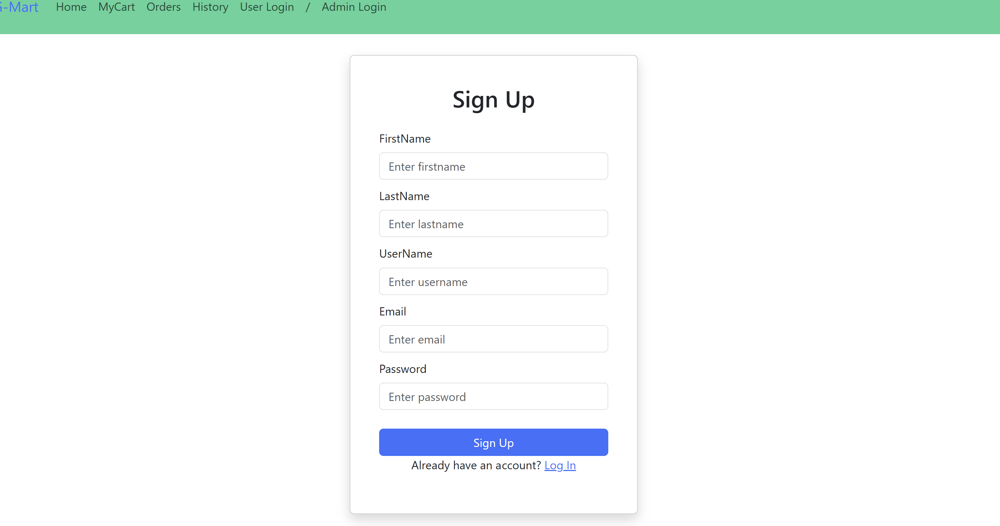 G-Mart Home MyCart Orders History User Login / Admin Login
Sign Up
FirstName
Enter firstname
LastName
Enter lastname
UserName
Enter username
Email
Enter email
Password
Enter password
Sign Up
Already have an account? Log In